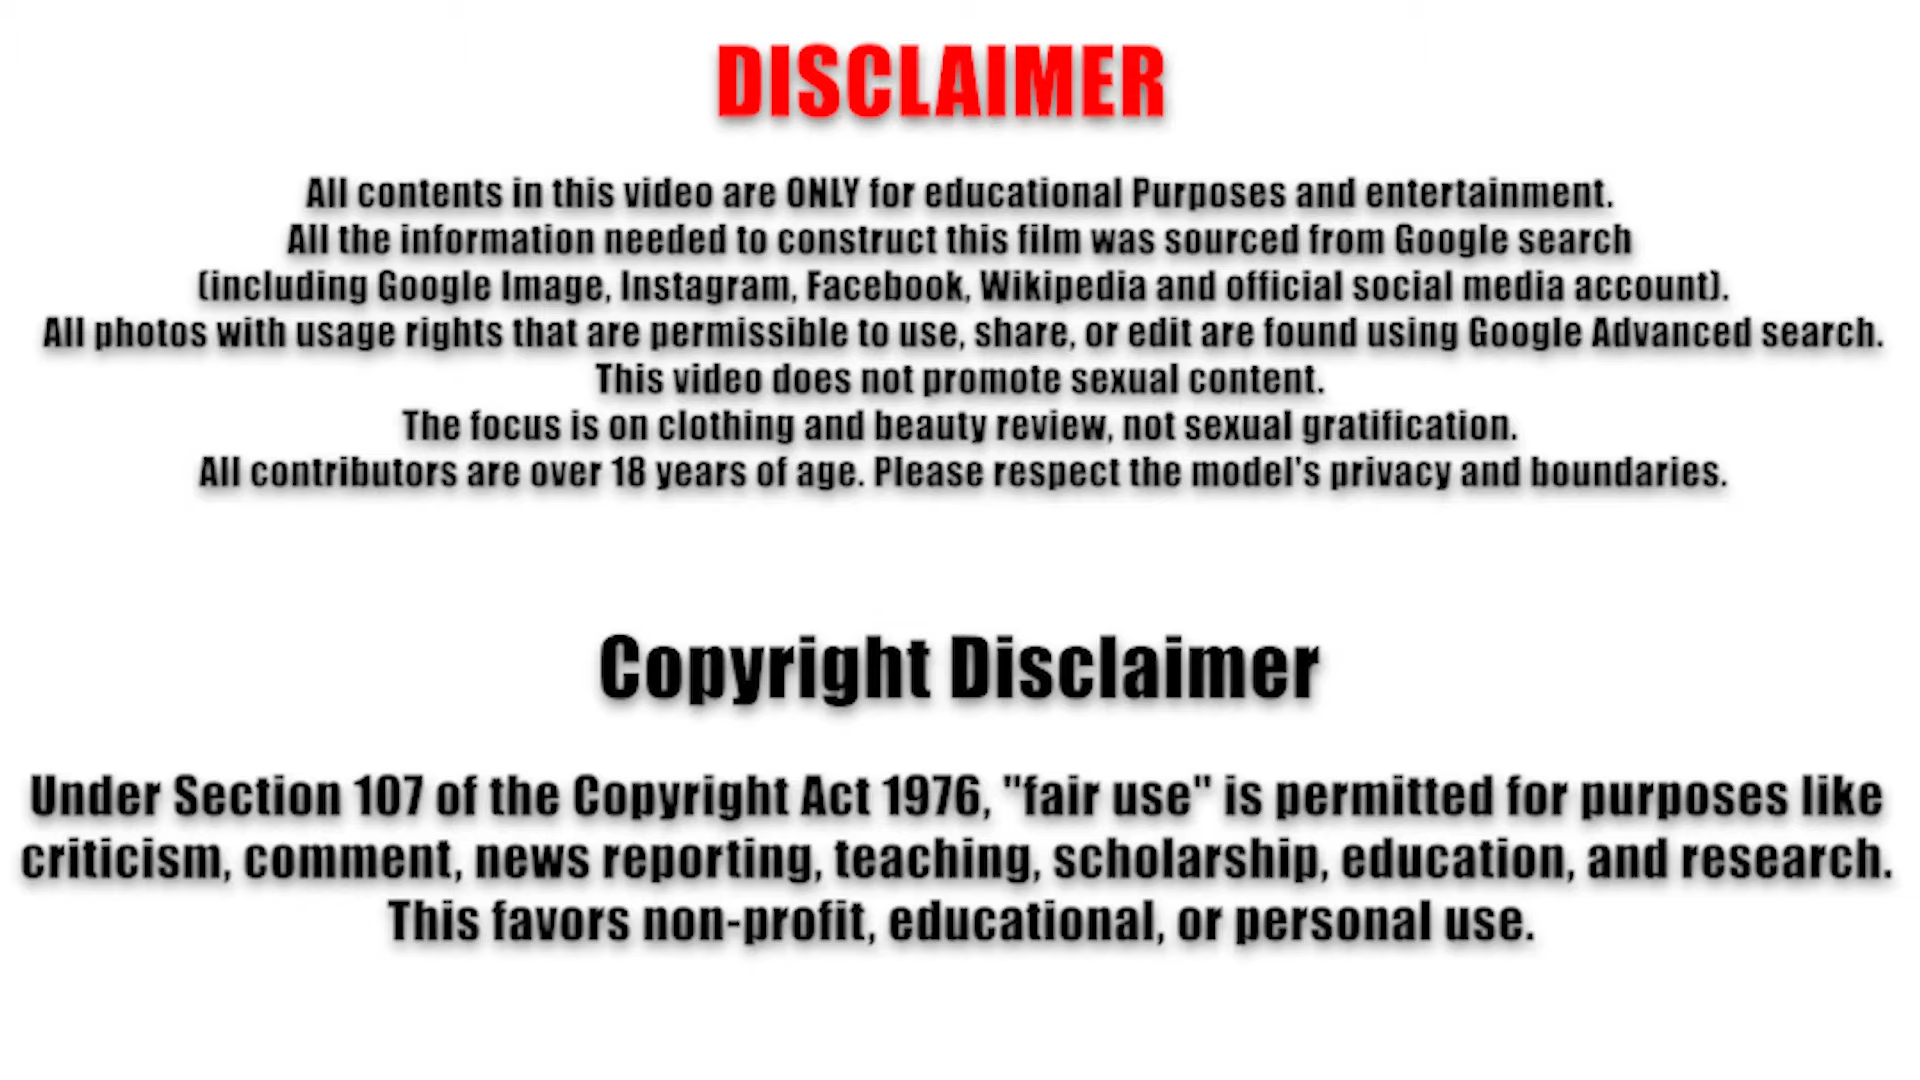 DISCLAIMER
All contents in this video are ONLY for educational Purposes and entertainment.
All the information needed to construct this film was sourced from Google search
(including Google Image, Instagram, Facebook, Wikipedia and official social media account).
All photos with usage rights that are permissible to use, share, or edit are found using Google Advanced search.
This video does not promote sexual content.
The focus is on clothing and beauty review, not sexual gratification.
All contributors are over 18 years of age. Please respect the model's privacy and boundaries.
Copyright Disclaimer
Under Section 107 of the Copyright Act 1976, "fair use" is permitted for purposes like
criticism, comment, news reporting, teaching, scholarship, education, and research.
This favors non-profit, educational, or personal use.